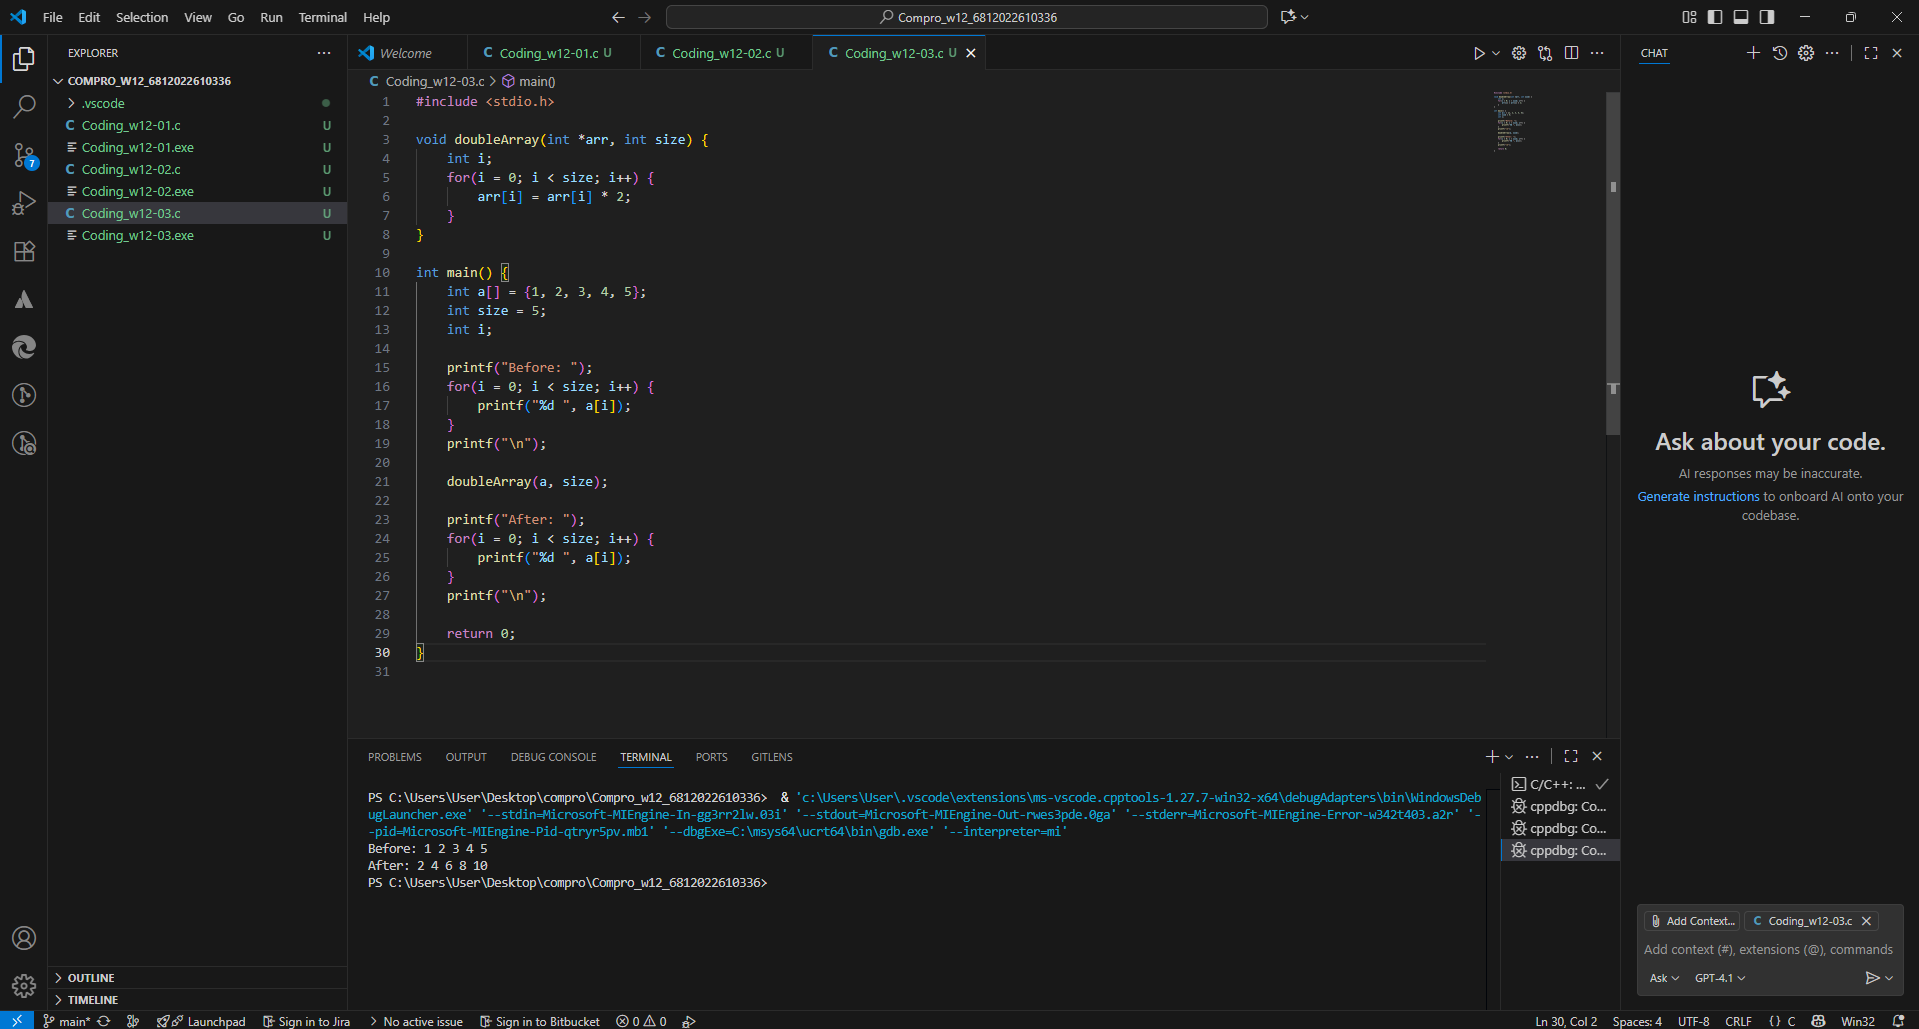 File Edit Selection View Go Run Terminal Help
Compro_w12_6812022610336
EXPLORER
COMPRO_W12_6812022610336
.vscode
Coding_w12-01.c U
Coding_w12-01.exe U
Coding_w12-02.c U
Coding_w12-02.exe U
Coding_w12-03.c U
Coding_w12-03.exe U
7
OUTLINE
TIMELINE
Welcome
Coding_w12-01.c U
Coding_w12-02.c U
Coding_w12-03.c U
Coding_w12-03.c > main()
1 #include <stdio.h>
2
3 void doubleArray(int *arr, int size) {
4     int i;
5     for(i = 0; i < size; i++) {
6         arr[i] = arr[i] * 2;
7     }
8 }
9
10 int main() {
11     int a[] = {1, 2, 3, 4, 5};
12     int size = 5;
13     int i;
14
15     printf("Before: ");
16     for(i = 0; i < size; i++) {
17         printf("%d ", a[i]);
18     }
19     printf("\n");
20
21     doubleArray(a, size);
22
23     printf("After: ");
24     for(i = 0; i < size; i++) {
25         printf("%d ", a[i]);
26     }
27     printf("\n");
28
29     return 0;
30 }
31
PROBLEMS OUTPUT DEBUG CONSOLE TERMINAL PORTS GITLENS
PS C:\Users\User\Desktop\compro\Compro_w12_6812022610336>  & 'c:\Users\User\.vscode\extensions\ms-vscode.cpptools-1.27.7-win32-x64\debugAdapters\bin\WindowsDeb
ugLauncher.exe' '--stdin=Microsoft-MIEngine-In-gg3rr2lw.03i' '--stdout=Microsoft-MIEngine-Out-rwes3pde.0ga' '--stderr=Microsoft-MIEngine-Error-w342t403.a2r' '-
-pid=Microsoft-MIEngine-Pid-qtryr5pv.mb1' '--dbgExe=C:\msys64\ucrt64\bin\gdb.exe' '--interpreter=mi'
Before: 1 2 3 4 5
After: 2 4 6 8 10
PS C:\Users\User\Desktop\compro\Compro_w12_6812022610336>
C/C++: ...
cppdbg: Co...
cppdbg: Co...
cppdbg: Co...
CHAT
Ask about your code.
AI responses may be inaccurate.
Generate instructions to onboard AI onto your
codebase.
Add Context... Coding_w12-03.c
Add context (#), extensions (@), commands
Ask GPT-4.1
main* Launchpad Sign in to Jira No active issue Sign in to Bitbucket 0 0
Ln 30, Col 2 Spaces: 4 UTF-8 CRLF {} C Win32